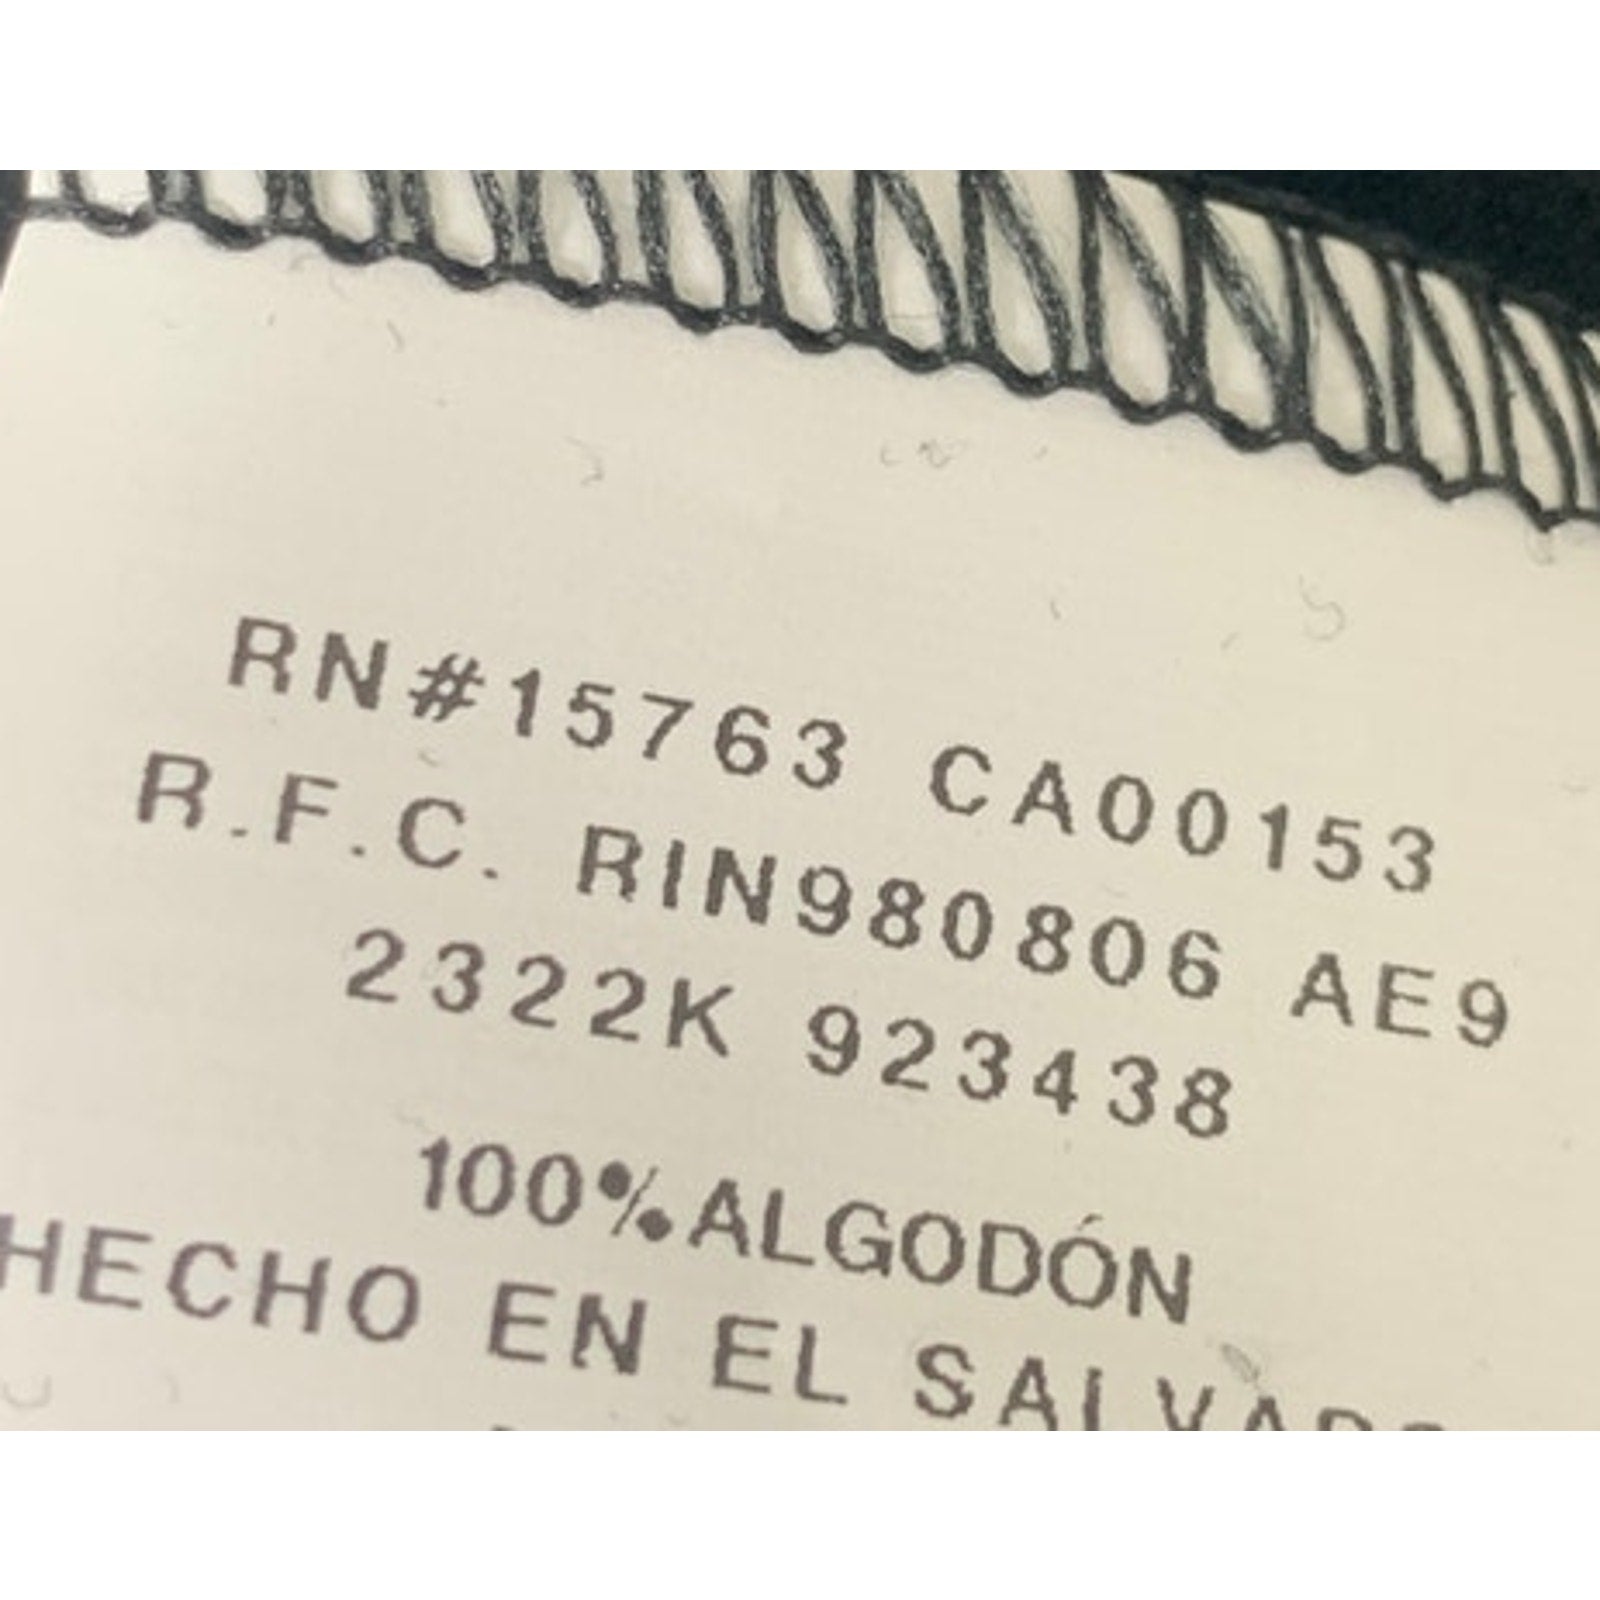 RN#15763 CA00153
R.F.C. RIN980806 AE9
2322K 923438
100%ALGODÓN
HECHO EN EL